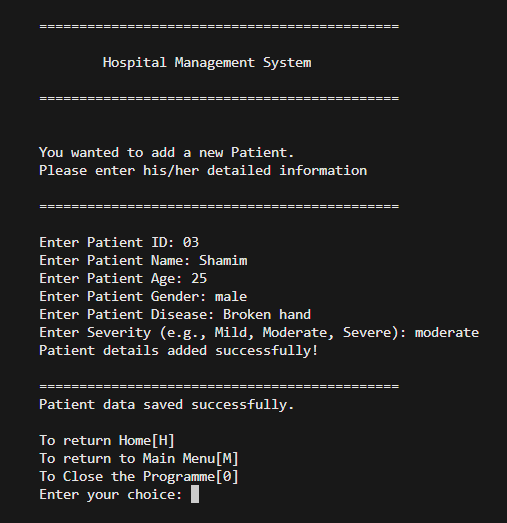 =============================================
Hospital Management System
=============================================
You wanted to add a new Patient.
Please enter his/her detailed information
=============================================
Enter Patient ID: 03
Enter Patient Name: Shamim
Enter Patient Age: 25
Enter Patient Gender: male
Enter Patient Disease: Broken hand
Enter Severity (e.g., Mild, Moderate, Severe): moderate
Patient details added successfully!
=============================================
Patient data saved successfully.
To return Home[H]
To return to Main Menu[M]
To Close the Programme[0]
Enter your choice: